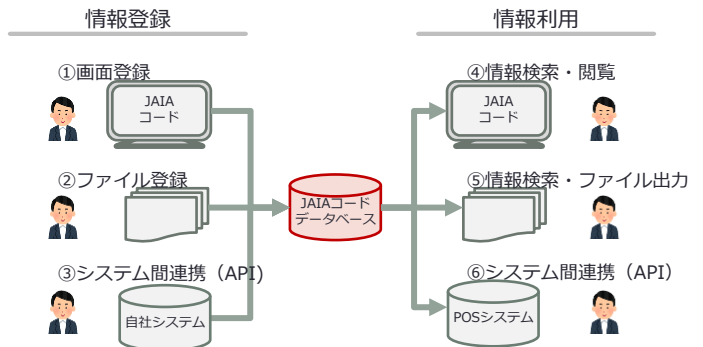 情報登録
情報利用
①画面登録
JAIA
コード
②ファイル登録
③システム間連携（API)
自社システム
JAIAコード
データベース
④情報検索・閲覧
JAIA
コード
⑤情報検索・ファイル出力
⑥システム間連携（API）
POSシステム